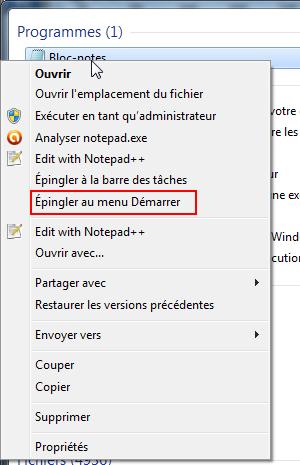 Programmes (1)
Bloc-notes
Ouvrir
Ouvrir l'emplacement du fichier
Exécuter en tant qu'administrateur
Analyser notepad.exe
votre
Edit with Notepad++
re les
Épingler à la barre des tâches
Épingler au menu Démarrer
Edit with Notepad++
Wind
Ouvrir avec...
cution
Partager avec
Restaurer les versions précédentes
Envoyer vers
Couper
Copier
Supprimer
Propriétés